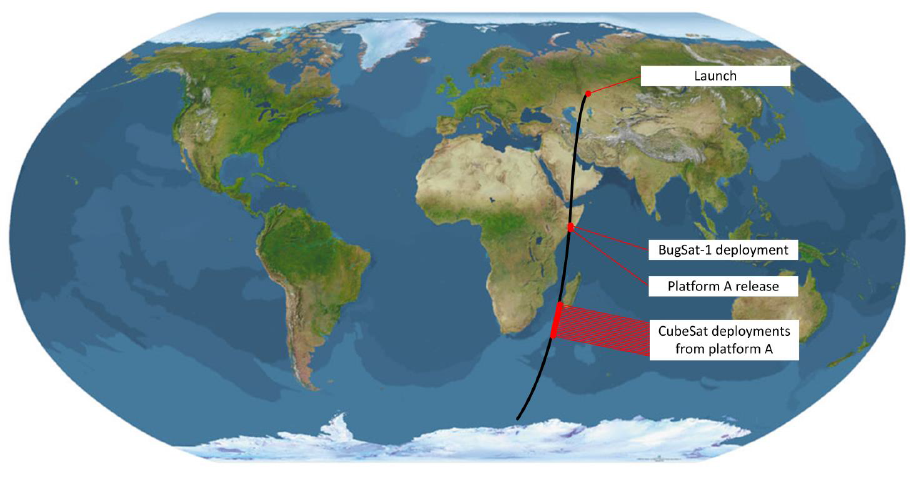 Launch
BugSat-1 deployment
Platform A release
CubeSat deployments
from platform A